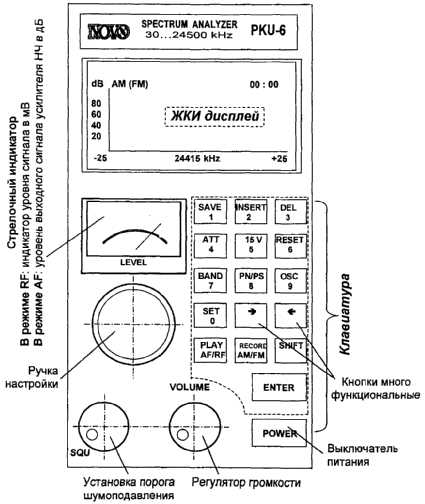 NOVO
SPECTRUM ANALYZER
30...24500 kHz
PKU-6
dB AM (FM) 00 : 00
80
60
40
20
ЖКИ дисплей
-25 24415 kHz +25
Стрелочный индикатор
В режиме RF: индикатор уровня сигнала в мВ
В режиме AF: уровень выходного сигнала усилителя НЧ в дБ
LEVEL
SAVE INSERT DEL
1 2 3
ATT 15 V RESET
4 5 6
BAND PN/PS OSC
7 8 9
SET → ←
0
PLAY RECORD SHIFT
AF/RF AM/FM
ENTER
POWER
Клавиатура
Ручка
настройки
VOLUME
SQU
Кнопки много
функциональные
Выключатель
питания
Установка порога
шумоподавления
Регулятор громкости